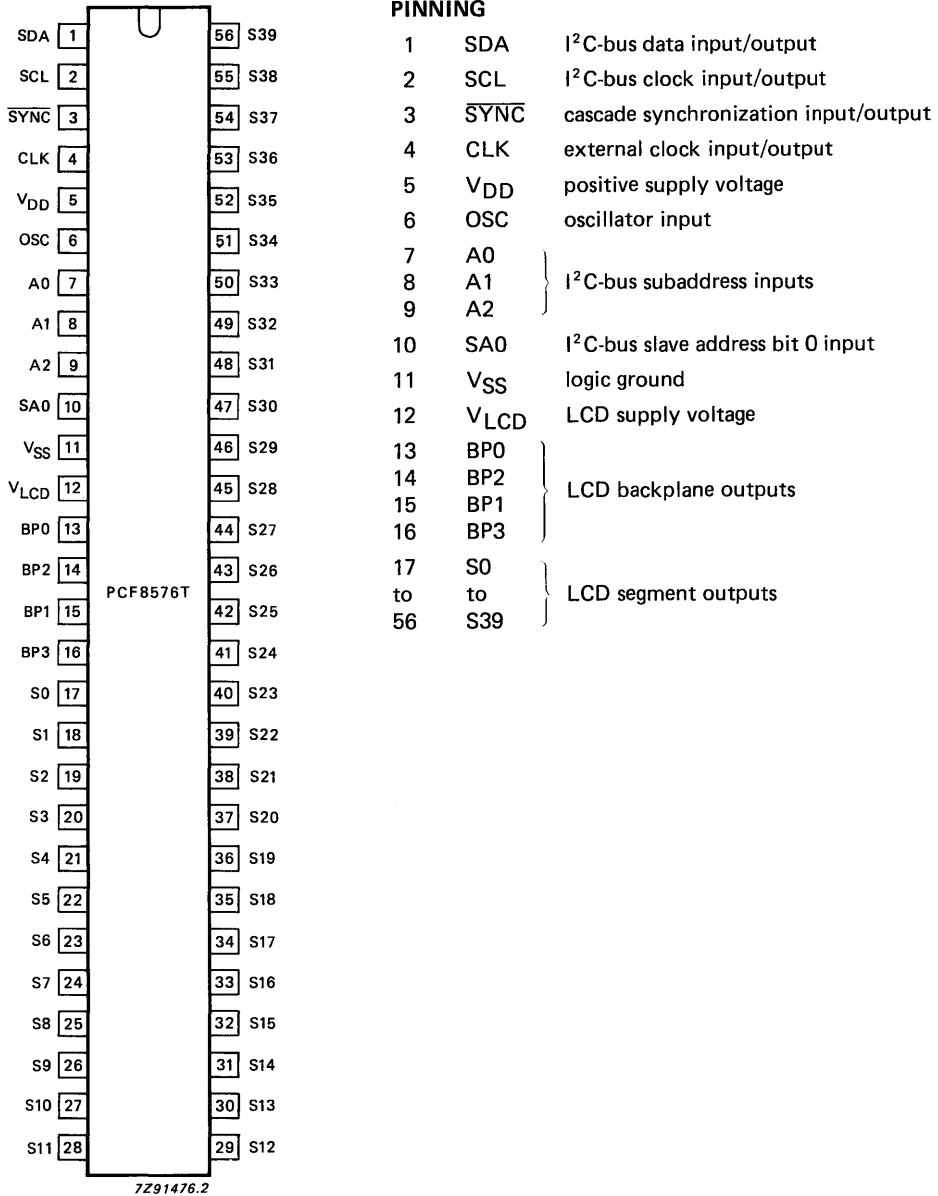 PINNING
SDA 1 56 S39
SCL 2 55 S38
SYNC 3 54 S37
CLK 4 53 S36
VDD 5 52 S35
OSC 6 51 S34
A0 7 50 S33
A1 8 49 S32
A2 9 48 S31
SA0 10 47 S30
VSS 11 46 S29
VLCD 12 45 S28
BP0 13 44 S27
BP2 14 43 S26
PCF8576T
BP1 15 42 S25
BP3 16 41 S24
S0 17 40 S23
S1 18 39 S22
S2 19 38 S21
S3 20 37 S20
S4 21 36 S19
S5 22 35 S18
S6 23 34 S17
S7 24 33 S16
S8 25 32 S15
S9 26 31 S14
S10 27 30 S13
S11 28 29 S12
7Z91476.2
1 SDA I²C-bus data input/output
2 SCL I²C-bus clock input/output
3 SYNC cascade synchronization input/output
4 CLK external clock input/output
5 VDD positive supply voltage
6 OSC oscillator input
7 A0
8 A1 I²C-bus subaddress inputs
9 A2
10 SA0 I²C-bus slave address bit 0 input
11 VSS logic ground
12 VLCD LCD supply voltage
13 BP0
14 BP2
LCD backplane outputs
15 BP1
16 BP3
17 S0
to to LCD segment outputs
56 S39